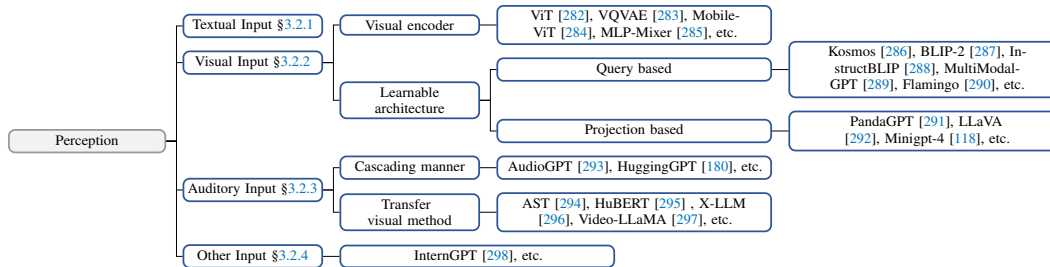 Textual Input §3.2.1
Visual Input §3.2.2
Visual encoder
ViT [282], VQVAE [283], Mobile-
ViT [284], MLP-Mixer [285], etc.
Learnable
architecture
Query based
Kosmos [286], BLIP-2 [287], In-
structBLIP [288], MultiModal-
GPT [289], Flamingo [290], etc.
Projection based
PandaGPT [291], LLaVA
[292], Minigpt-4 [118], etc.
Perception
Auditory Input §3.2.3
Cascading manner
AudioGPT [293], HuggingGPT [180], etc.
Transfer
visual method
AST [294], HuBERT [295] , X-LLM
[296], Video-LLaMA [297], etc.
Other Input §3.2.4
InternGPT [298], etc.